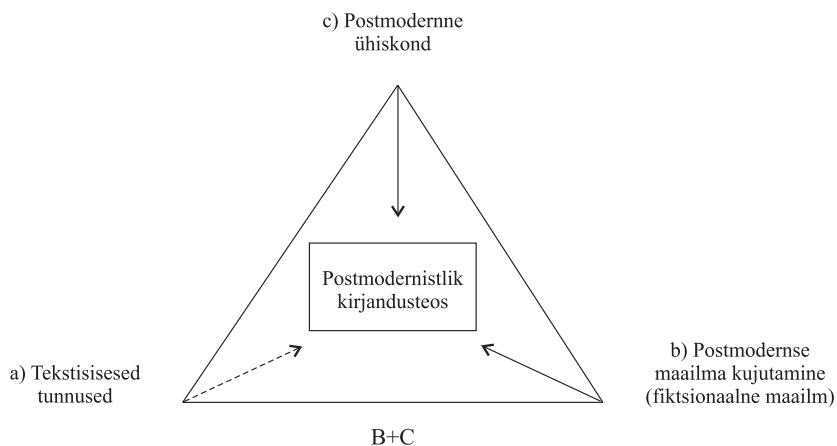 c) Postmodernne
ühiskond
Postmodernistlik
kirjandusteos
a) Tekstisisesed
tunnused
b) Postmodernse
maailma kujutamine
(fiktsionaalne maailm)
B+C